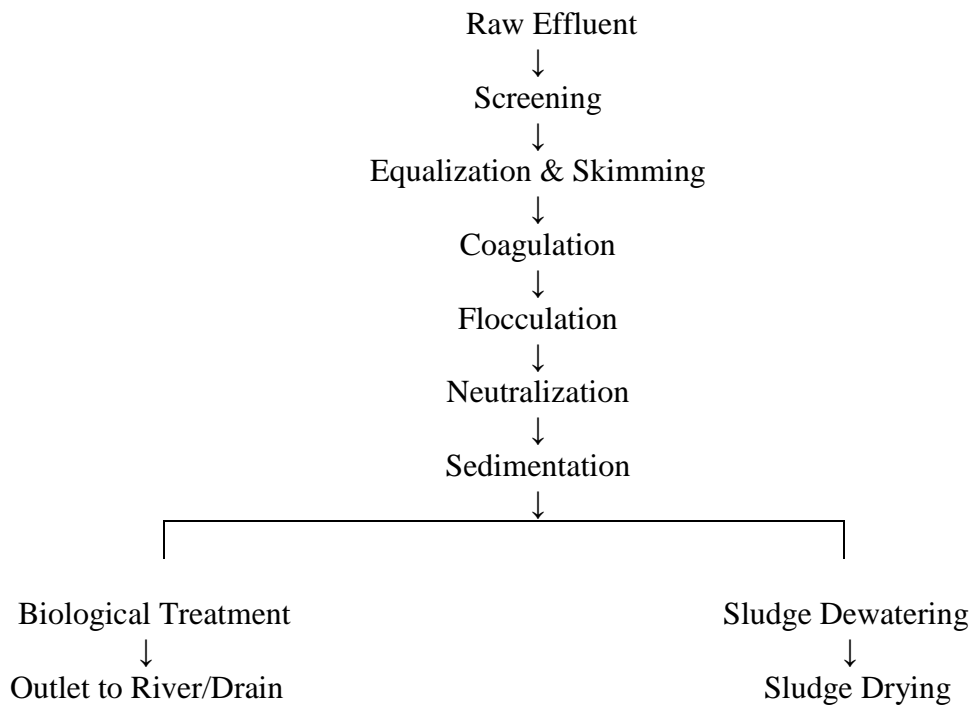 Raw Effluent
↓
Screening
↓
Equalization & Skimming
↓
Coagulation
↓
Flocculation
↓
Neutralization
↓
Sedimentation
↓
Biological Treatment Sludge Dewatering
↓ ↓
Outlet to River/Drain Sludge Drying